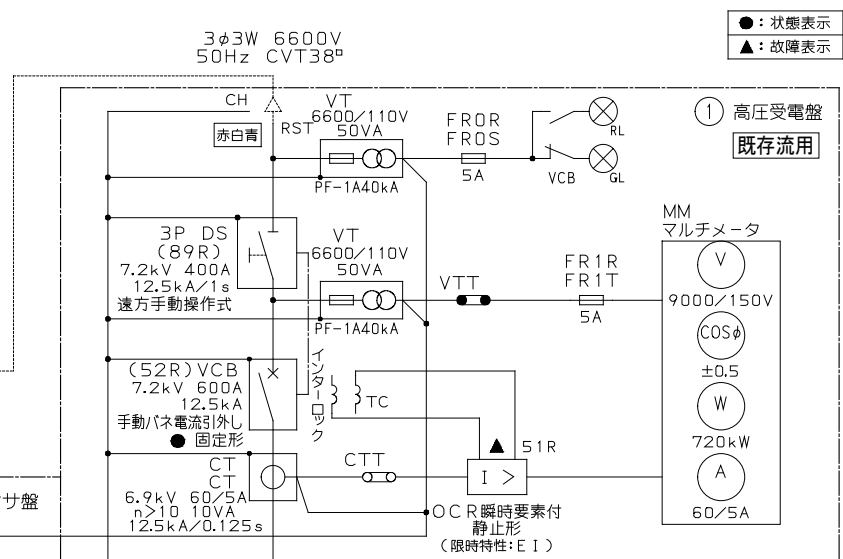 ●：状態表示
▲：故障表示
3φ3W 6600V
50Hz CVT38□
CH
赤白青
RST
VT
6600/110V
50VA
PF-1A40kA
FR0R
FR0S
5A
RL
VCB
GL
① 高圧受電盤
既存流用
3P DS
(89R)
7.2kV 400A
12.5kA/1s
遠方手動操作式
VT
6600/110V
50VA
PF-1A40kA
VTT
FR1R
FR1T
5A
MM
マルチメータ
V
9000/150V
COSφ
±0.5
W
720kW
A
60/5A
(52R)VCB
7.2kV 600A
12.5kA
手動バネ電流引外し
● 固定形
インターロック
TC
CT
CT
6.9kV 60/5A
n>10 10VA
12.5kA/0.125s
CTT
51R
I >
OCR瞬時要素付
静止形
(限時特性:EI)
サ盤